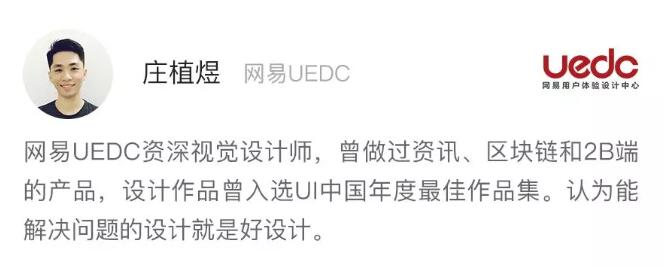 庄植煜 网易UEDC
uedc
网易用户体验设计中心
网易UEDC资深视觉设计师，曾做过资讯、区块链和2B端
的产品，设计作品曾入选UI中国年度最佳作品集。认为能
解决问题的设计就是好设计。